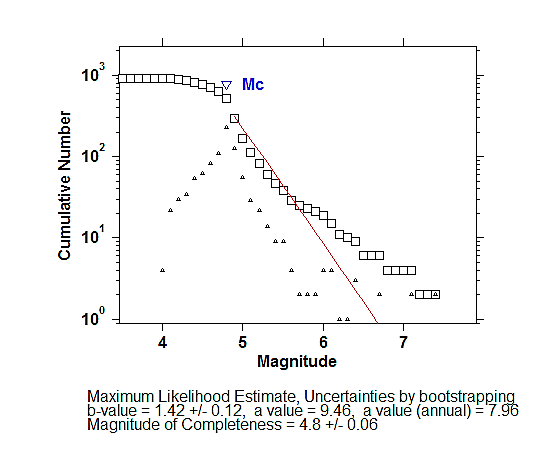 10³
Mc
10²
10¹
10⁰
Cumulative Number
4 5 6 7
Magnitude
Maximum Likelihood Estimate, Uncertainties by bootstrapping
b-value = 1.42 +/- 0.12,  a value = 9.46,  a value (annual) = 7.96
Magnitude of Completeness = 4.8 +/- 0.06